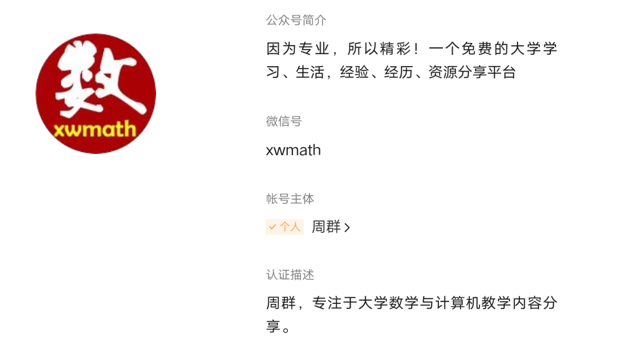 数
xwmath
公众号简介
因为专业，所以精彩！一个免费的大学学
习、生活，经验、经历、资源分享平台
微信号
xwmath
帐号主体
个人 周群
认证描述
周群，专注于大学数学与计算机教学内容分
享。